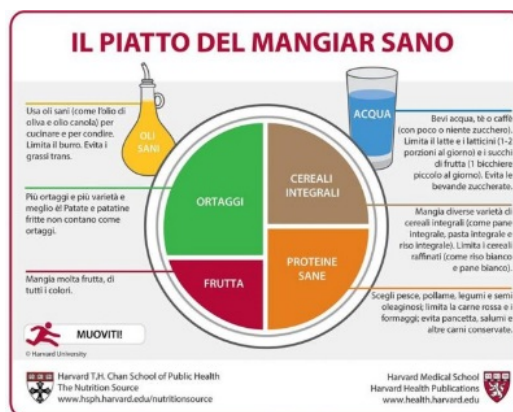 IL PIATTO DEL MANGIAR SANO
Usa oli sani (come l'olio di
oliva e olio canola) per
cucinare e per condire.
Limita il burro. Evita i
grassi trans.
OLI
SANI
ACQUA
Bevi acqua, tè o caffè
(con poco o niente zucchero).
Limita il latte e i latticini (1-2
porzioni al giorno) e i succhi
di frutta (1 bicchiere
piccolo al giorno). Evita le
bevande zuccherate.
Più ortaggi e più varietà e
meglio è! Patate e patatine
fritte non contano come
ortaggi.
ORTAGGI
CEREALI
INTEGRALI
Mangia diverse varietà di
cereali integrali (come pane
integrale, pasta integrale e
riso integrale). Limita i cereali
raffinati (come riso bianco
e pane bianco).
Mangia molta frutta, di
tutti i colori.
FRUTTA
PROTEINE
SANE
Scegli pesce, pollame, legumi e semi
oleaginosi; limita la carne rossa e i
formaggi; evita pancetta, salumi e
altre carni conservate.
MUOVITI!
© Harvard University
Harvard T.H. Chan School of Public Health
The Nutrition Source
www.hsph.harvard.edu/nutritionsource
Harvard Medical School
Harvard Health Publications
www.health.harvard.edu